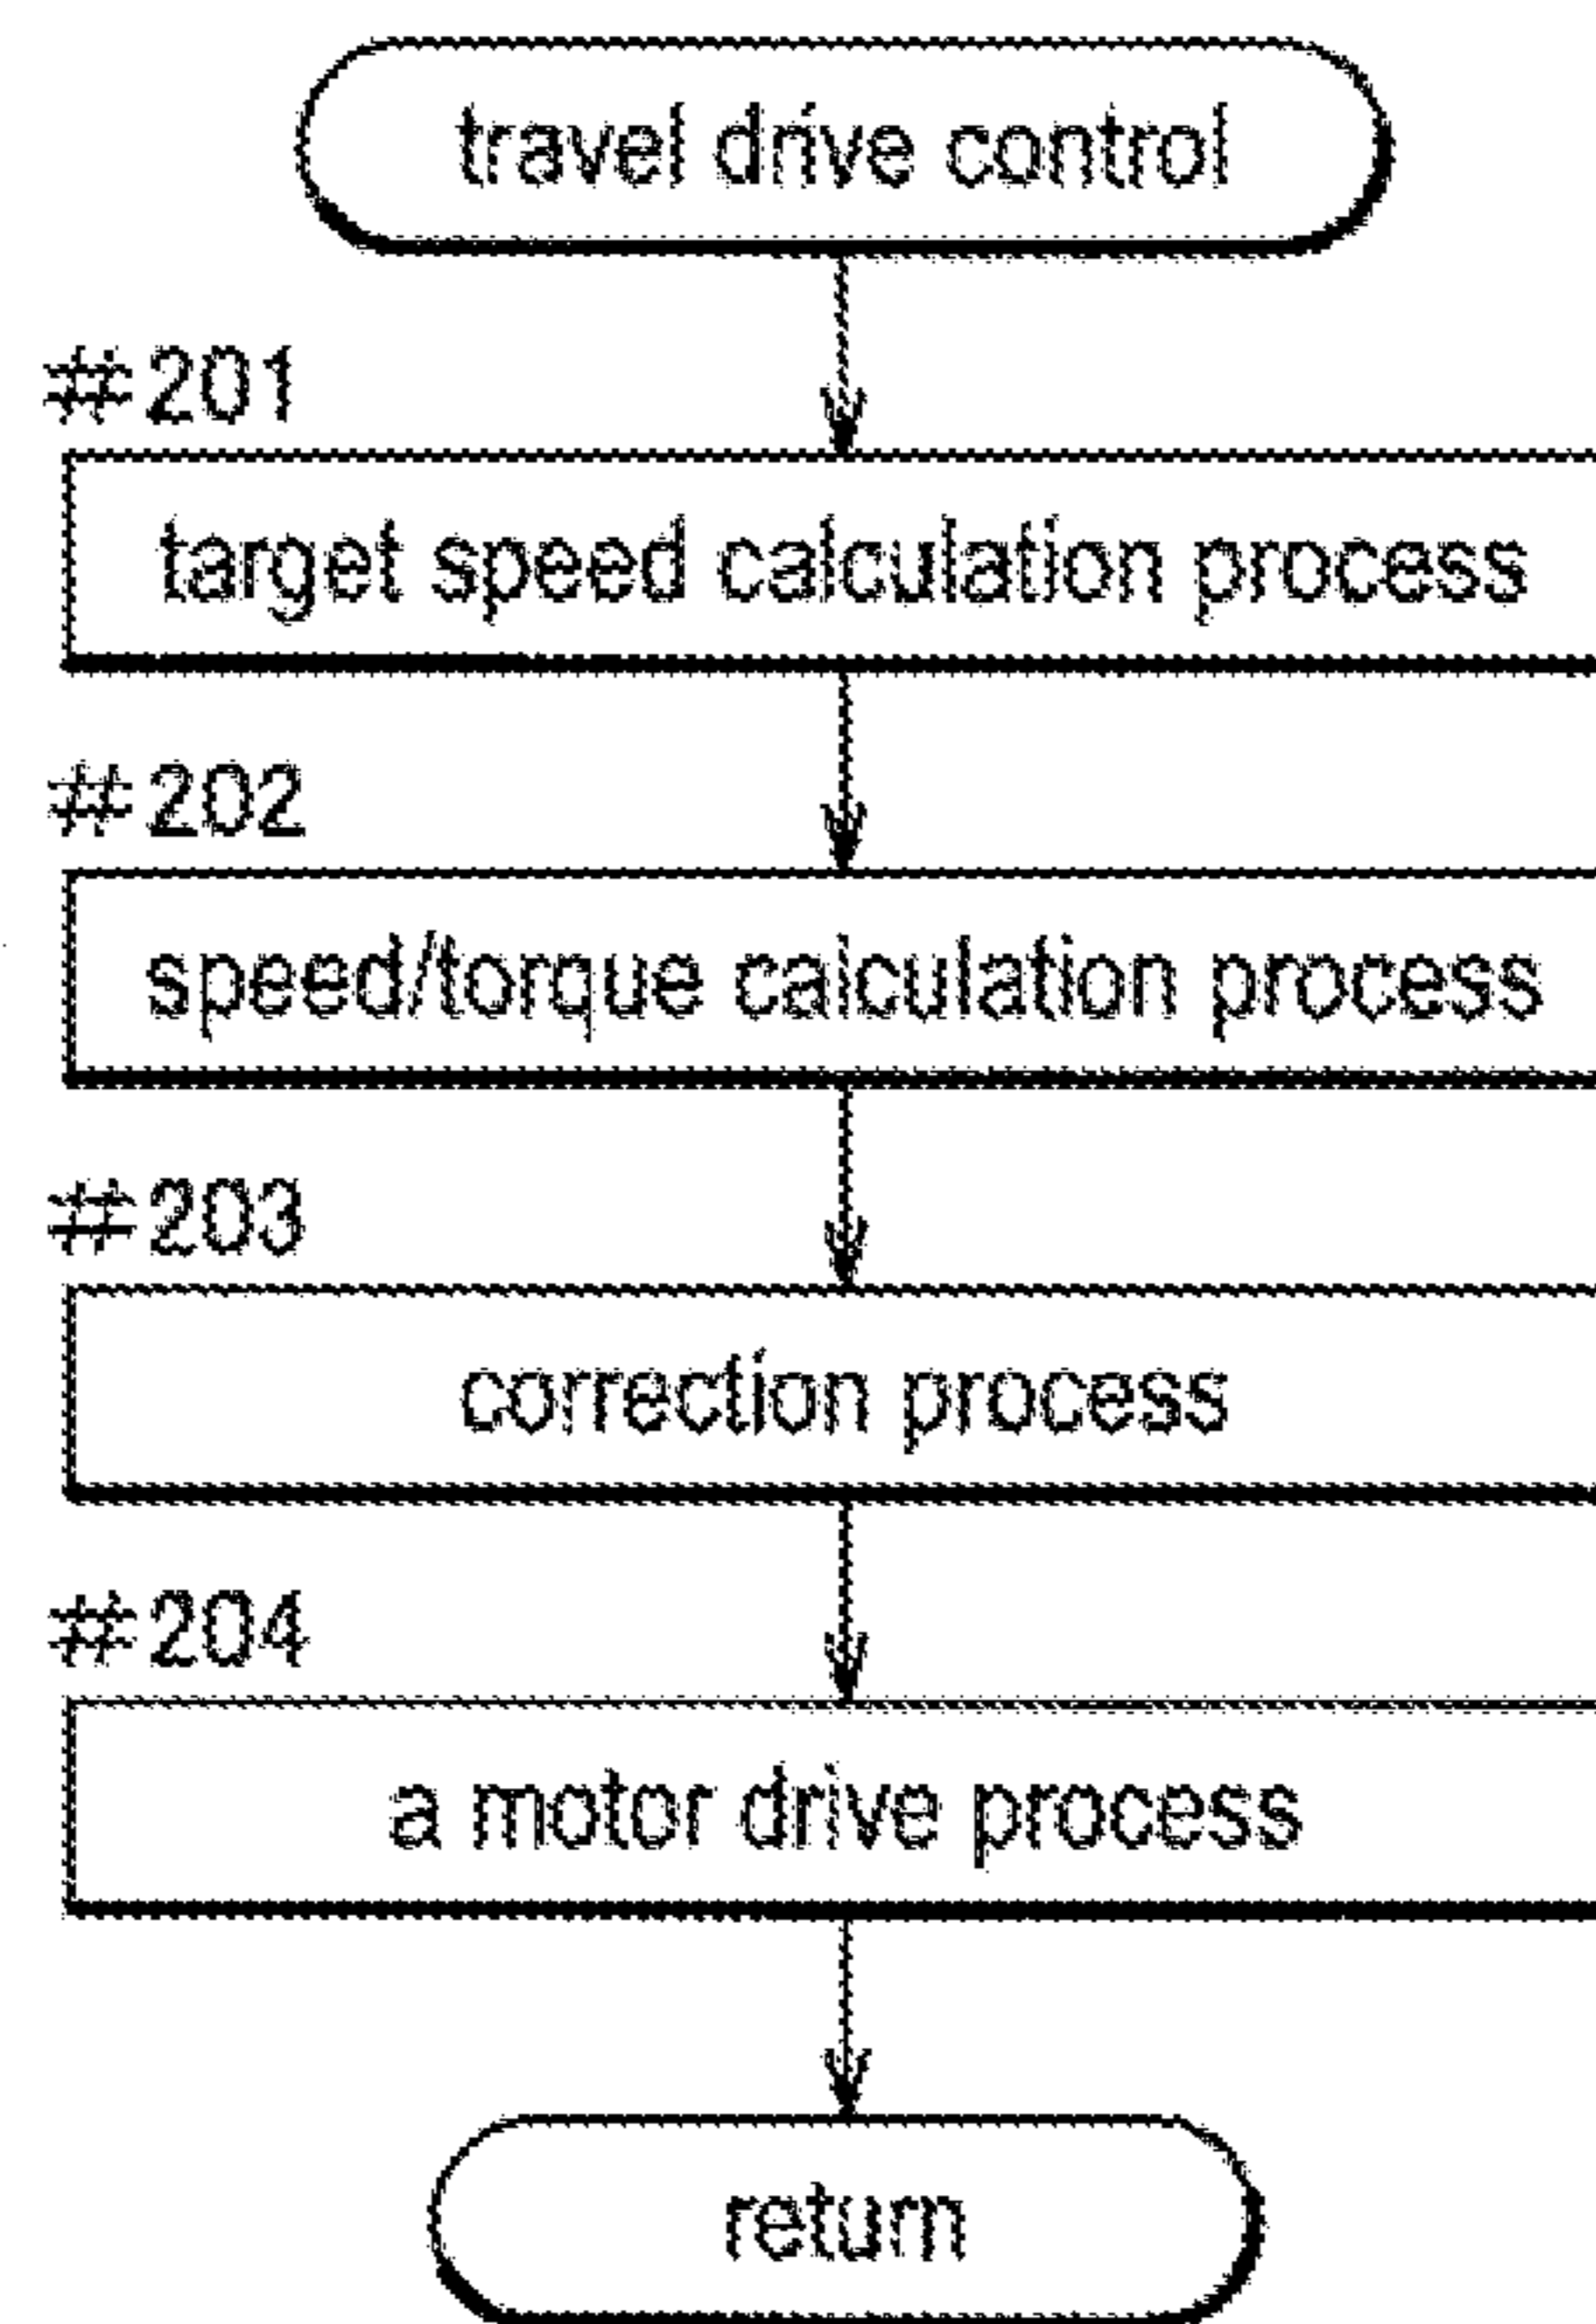 travel drive control
#201
target speed calculation process
#202
speed/torque calculation process
#203
correction process
#204
a motor drive process
return